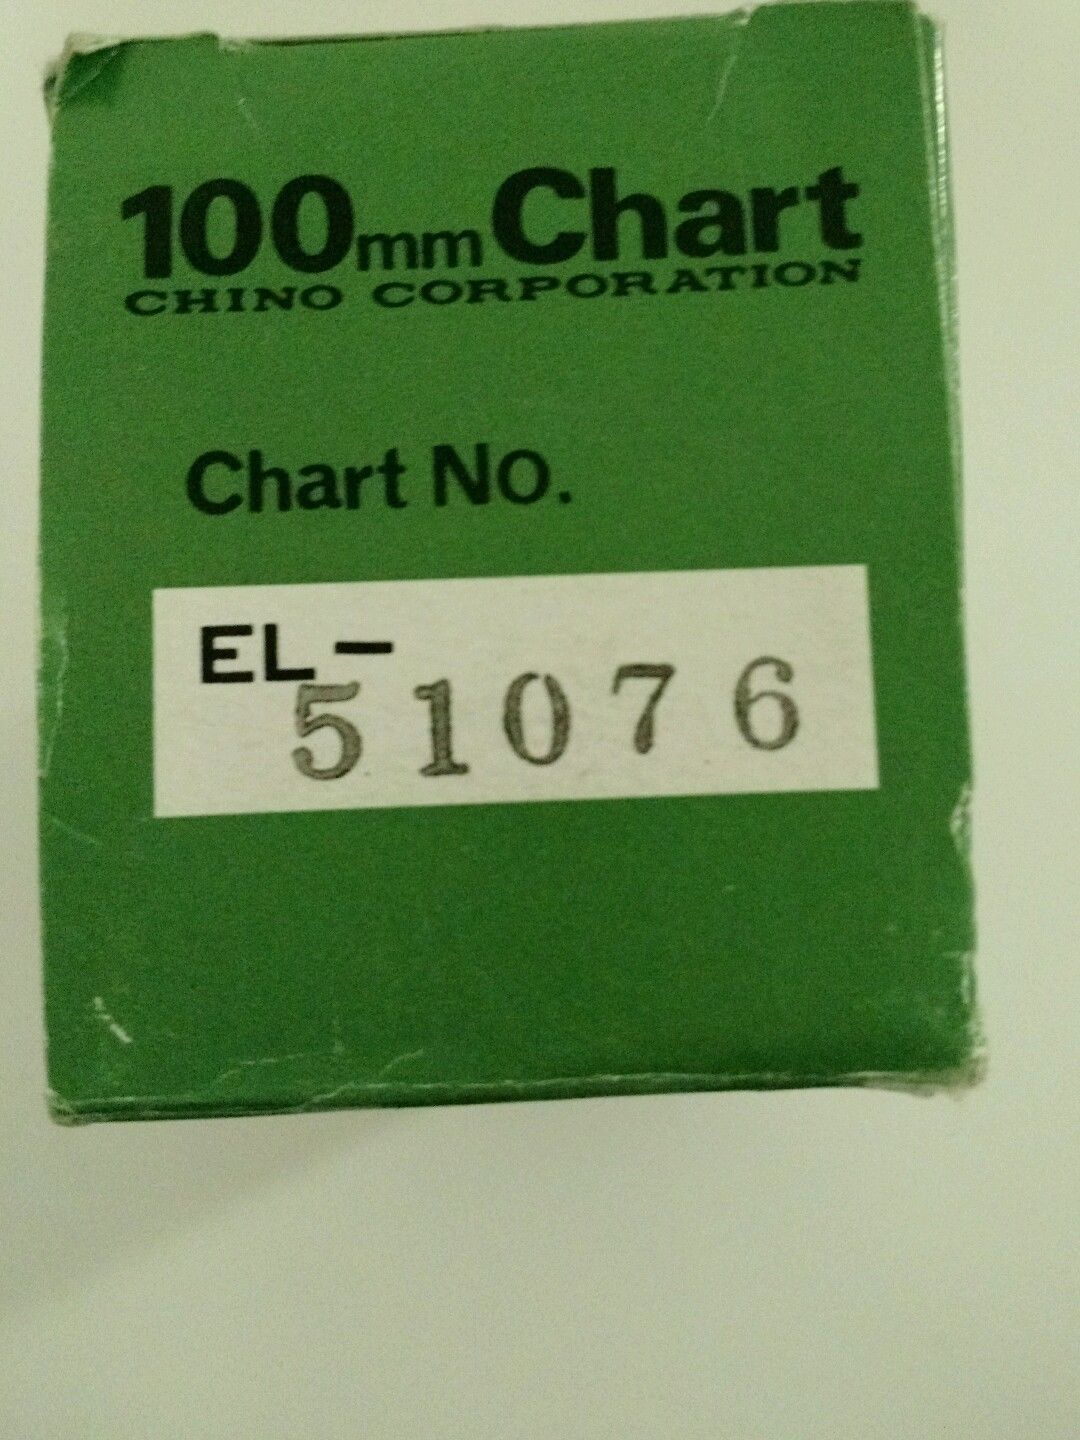 100mm Chart
CHINO CORPORATION
Chart No.
EL-51076